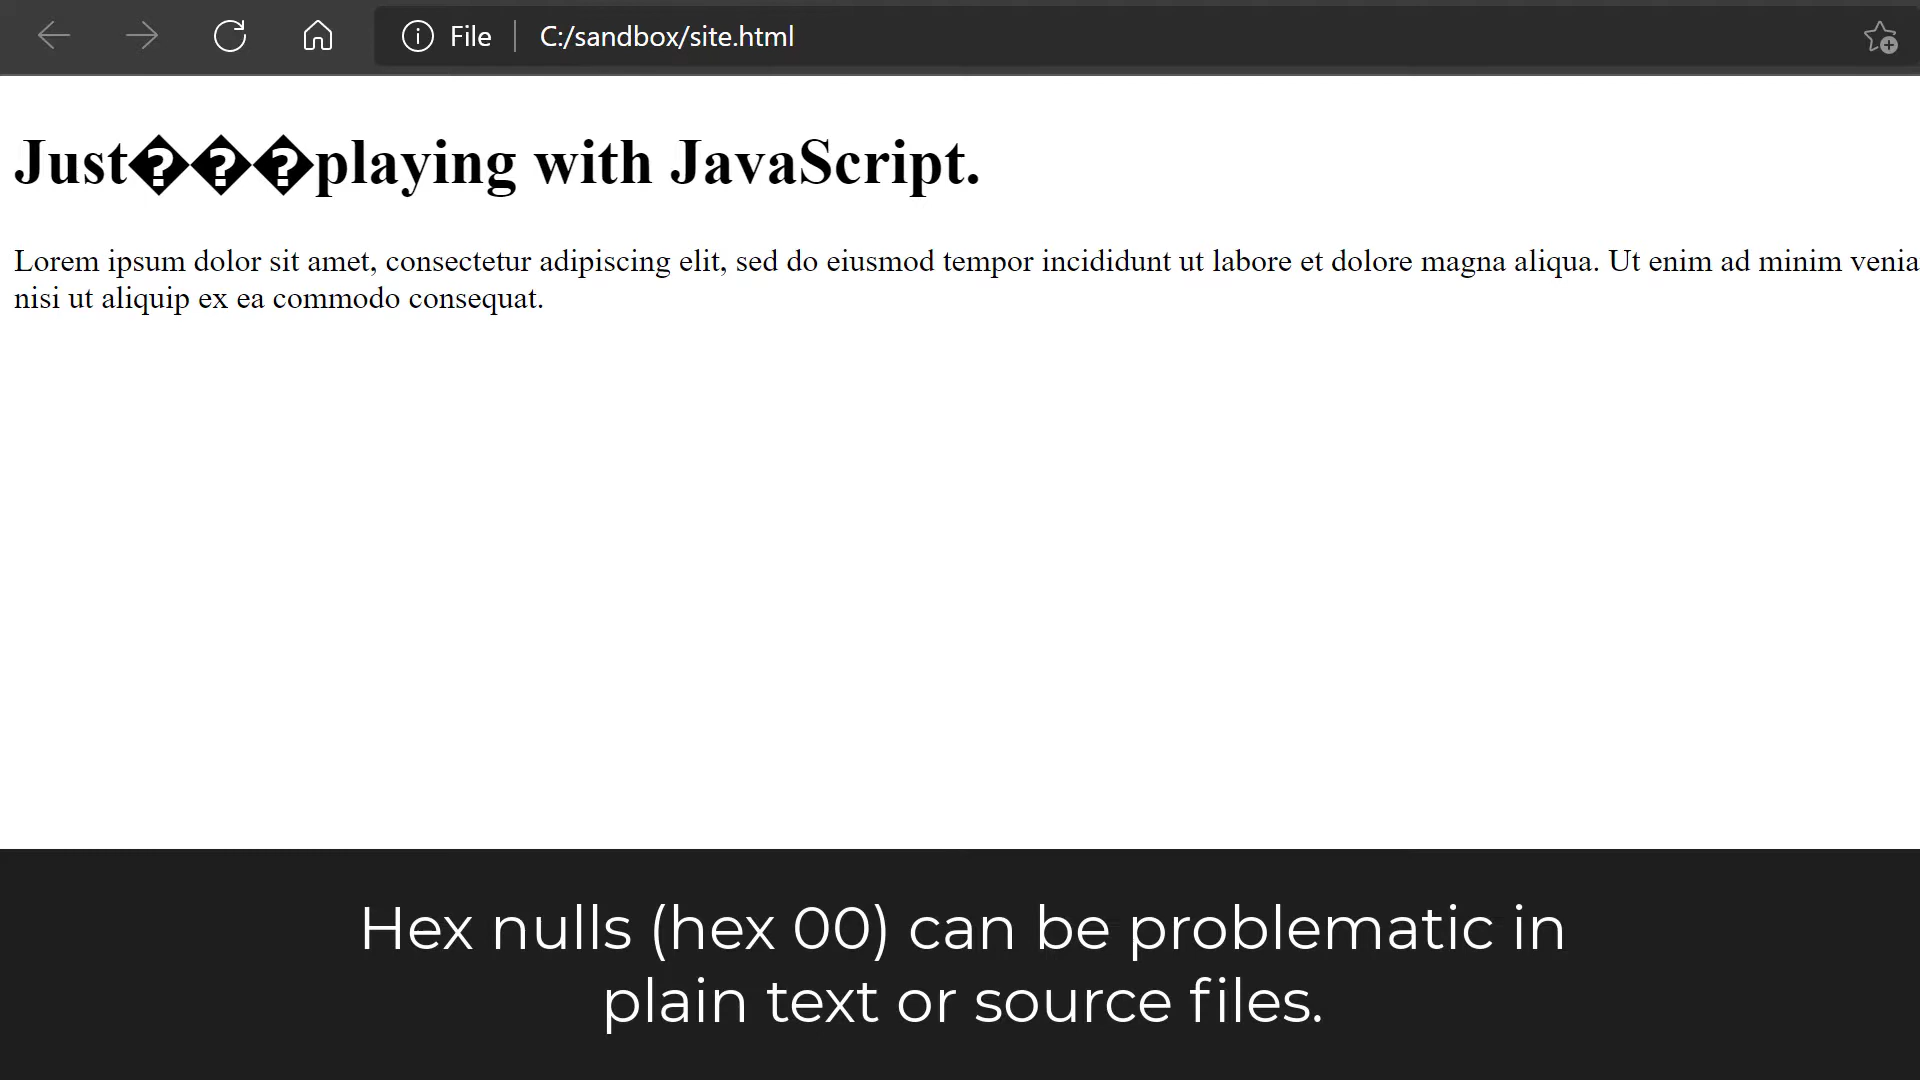 File | C:/sandbox/site.html
Just���playing with JavaScript.
Lorem ipsum dolor sit amet, consectetur adipiscing elit, sed do eiusmod tempor incididunt ut labore et dolore magna aliqua. Ut enim ad minim venia
nisi ut aliquip ex ea commodo consequat.
Hex nulls (hex 00) can be problematic in
plain text or source files.